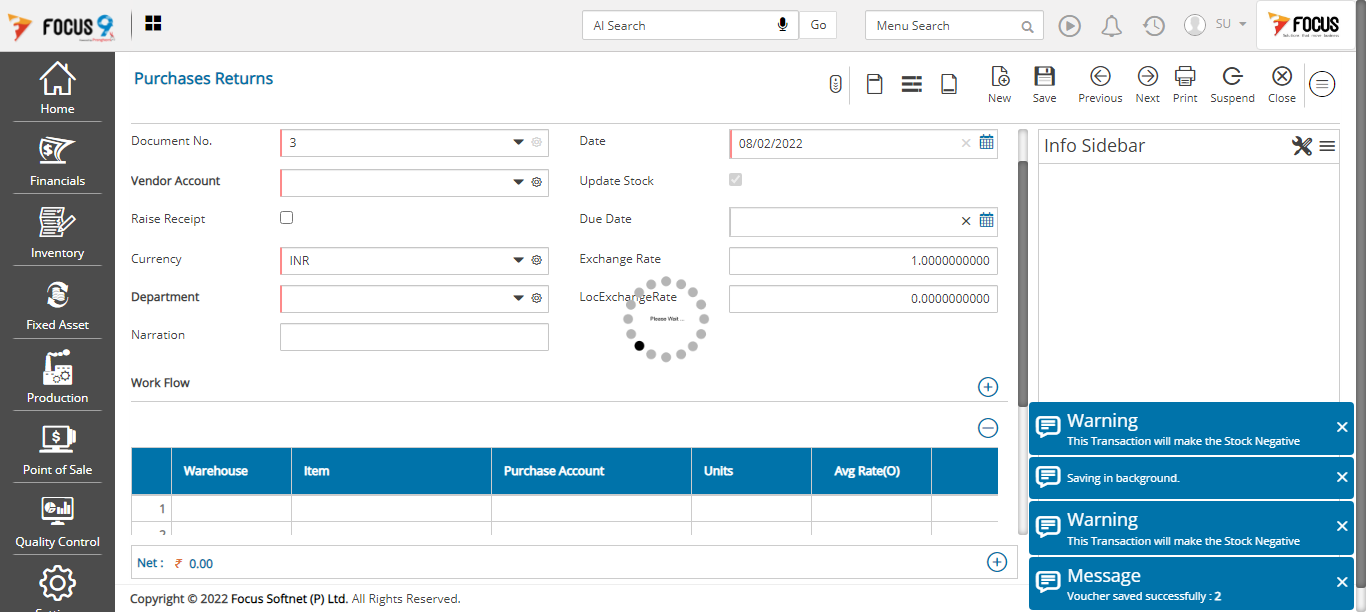 FOCUS 9
AI Search
Go
Menu Search
SU
FOCUS
Home
Financials
Inventory
Fixed Asset
Production
Point of Sale
Quality Control
Purchases Returns
New
Save
Previous
Next
Print
Suspend
Close
Document No.
3
Date
08/02/2022
Vendor Account
Update Stock
Raise Receipt
Due Date
Currency
INR
Exchange Rate
1.0000000000
Department
LocExchangeRate
0.0000000000
Please Wait ...
Narration
Work Flow
Warehouse
Item
Purchase Account
Units
Avg Rate(O)
1
Net : ₹ 0.00
Copyright © 2022 Focus Softnet (P) Ltd. All Rights Reserved.
Info Sidebar
Warning
This Transaction will make the Stock Negative
Saving in background.
Warning
This Transaction will make the Stock Negative
Message
Voucher saved successfully : 2